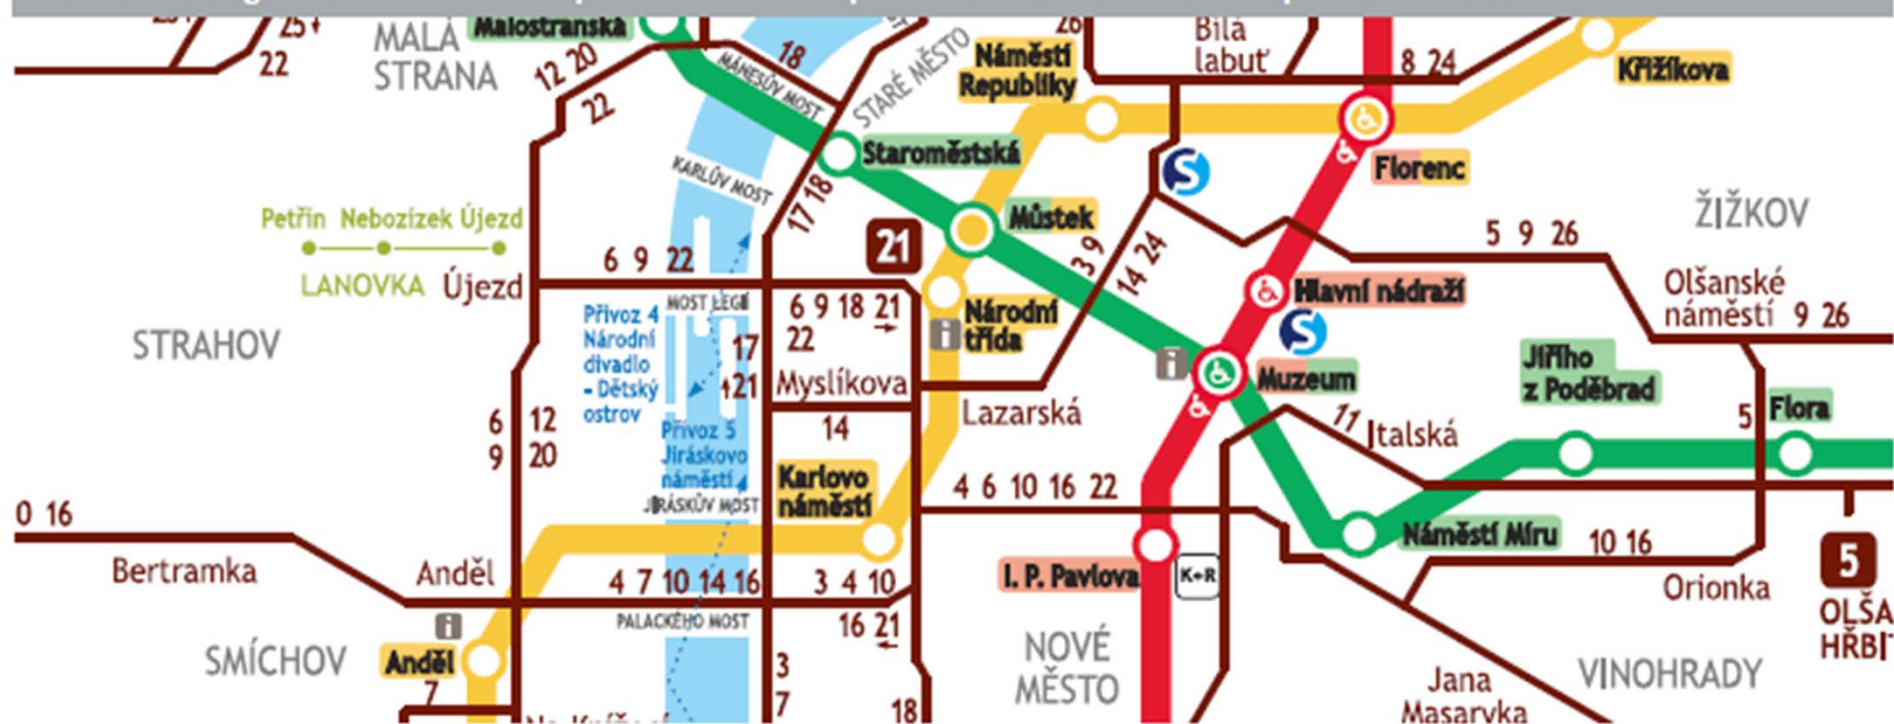 25
22
MALÁ
STRANA
Malostranská
12 20
22
18
MÁNESŮV MOST
STARÉ MĚSTO
Náměstí
Republiky
26
Bílá
labuť
8 24
Křižíkova
Staroměstská
KARLŮV MOST
17 18
Florenc
ŽIŽKOV
Petřín Nebozízek Újezd
LANOVKA
Újezd
6 9 22
21
Můstek
3 9
14 24
5 9 26
Hlavní nádraží
Olšanské
náměstí
9 26
STRAHOV
Přívoz 4
Národní
divadlo
- Dětský
ostrov
MOST LEGIÍ
6 9 18 21
22
17
21
Národní
třída
Muzeum
Jiřího
z Poděbrad
Myslíkova
Lazarská
14
6 12
9 20
Přívoz 5
Jiráskovo
náměstí
JIRÁSKŮV MOST
Karlovo
náměstí
4 6 10 16 22
11
Italská
5
Flora
0 16
Bertramka
Anděl
4 7 10 14 16
3 4 10
16 21
PALACKÉHO MOST
I. P. Pavlova
K+R
Náměstí Míru
10 16
Orionka
5
OLŠA
HŘBI
SMÍCHOV
Anděl
7
3
7
18
NOVÉ
MĚSTO
Jana
Masaryka
VINOHRADY